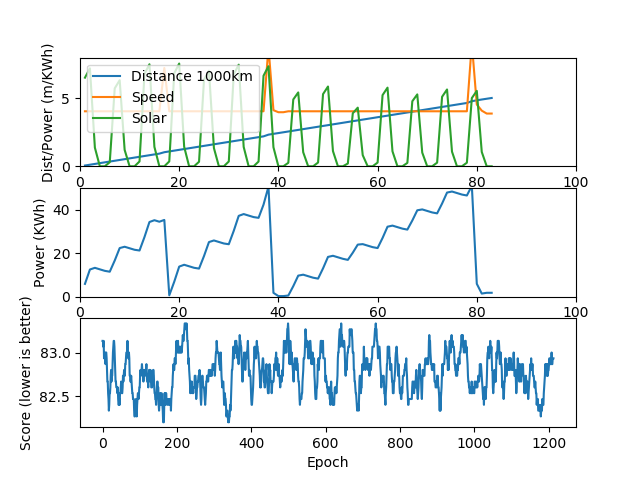 Dist/Power (m/KWh)
5
0
Distance 1000km
Speed
Solar
0 20 40 60 80 100
Power (KWh)
40
20
0
0 20 40 60 80 100
Score (lower is better)
83.0
82.5
0 200 400 600 800 1000 1200
Epoch